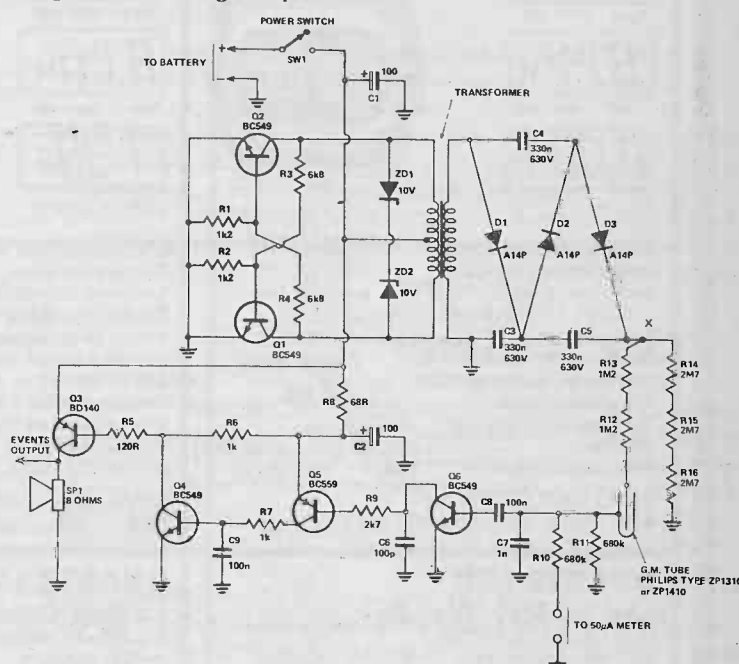 POWER SWITCH
TO BATTERY
+
−
SW1
+
100
C1
TRANSFORMER
Q2
BC549
R3
6k8
R1
1k2
R2
1k2
R4
6k8
Q1
BC549
ZD1
10V
ZD2
10V
C4
330n
630V
D1
A14P
D2
A14P
D3
A14P
C3
330n
630V
C5
330n
630V
X
R13
1M2
R14
2M7
R12
1M2
R15
2M7
R16
2M7
R8
68R
+
100
C2
Q3
BD140
R5
120R
R6
1k
EVENTS
OUTPUT
SP1
8 OHMS
Q4
BC549
R7
1k
C9
100n
Q5
BC559
R9
2k7
C6
100p
Q6
BC549
C8
100n
C7
1n
R10
680k
R11
680k
G.M. TUBE
PHILIPS TYPE ZP1310
or ZP1410
TO 50µA METER